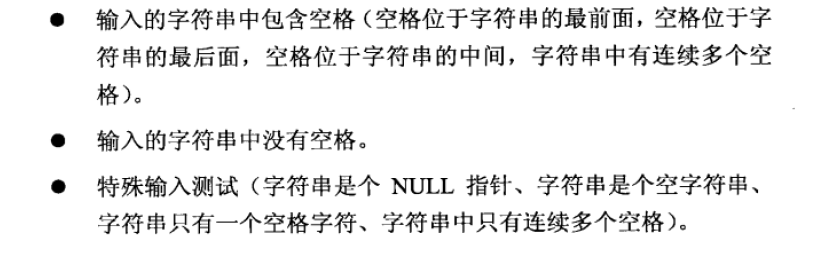 ● 输入的字符串中包含空格（空格位于字符串的最前面，空格位于字
符串的最后面，空格位于字符串的中间，字符串中有连续多个空
格）。
● 输入的字符串中没有空格。
● 特殊输入测试（字符串是个 NULL 指针、字符串是个空字符串、
字符串只有一个空格字符、字符串中只有连续多个空格）。